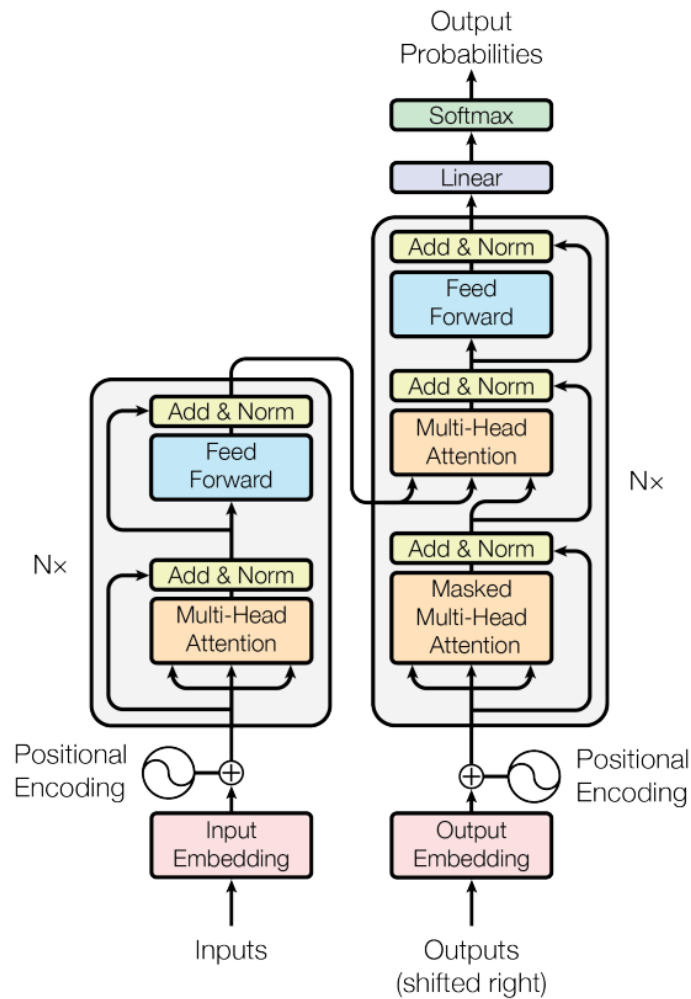 Output
Probabilities
Softmax
Linear
Add & Norm
Feed
Forward
Add & Norm
Multi-Head
Attention
Add & Norm
Masked
Multi-Head
Attention
Nx
Add & Norm
Feed
Forward
Add & Norm
Multi-Head
Attention
Nx
Positional
Encoding
Positional
Encoding
Input
Embedding
Output
Embedding
Inputs
Outputs
(shifted right)